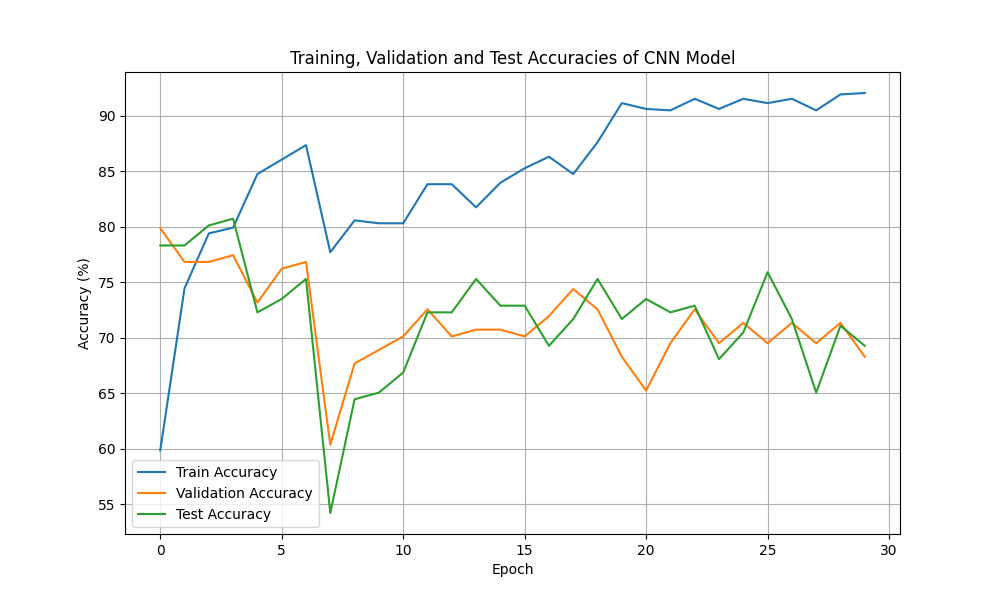 Training, Validation and Test Accuracies of CNN Model
Accuracy (%)
90
85
80
75
70
65
60
55
Train Accuracy
Validation Accuracy
Test Accuracy
0 5 10 15 20 25 30
Epoch